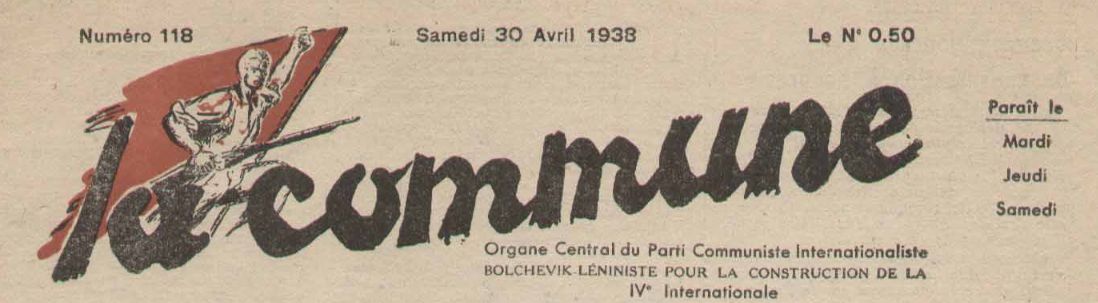 Numéro 118 Samedi 30 Avril 1938 Le N° 0.50
la commune
Paraît le
Mardi
Jeudi
Samedi
Organe Central du Parti Communiste Internationaliste
BOLCHEVIK-LÉNINISTE POUR LA CONSTRUCTION DE LA
IVe Internationale